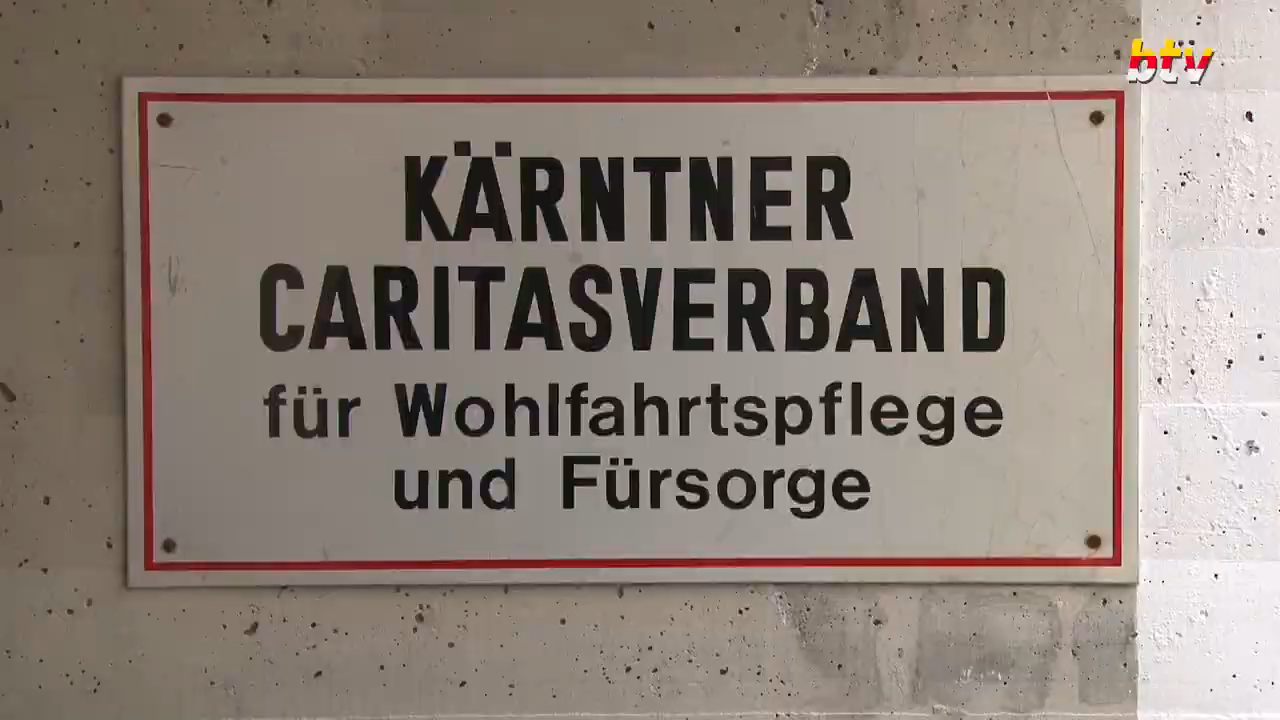 btv
KÄRNTNER
CARITASVERBAND
für Wohlfahrtspflege
und Fürsorge